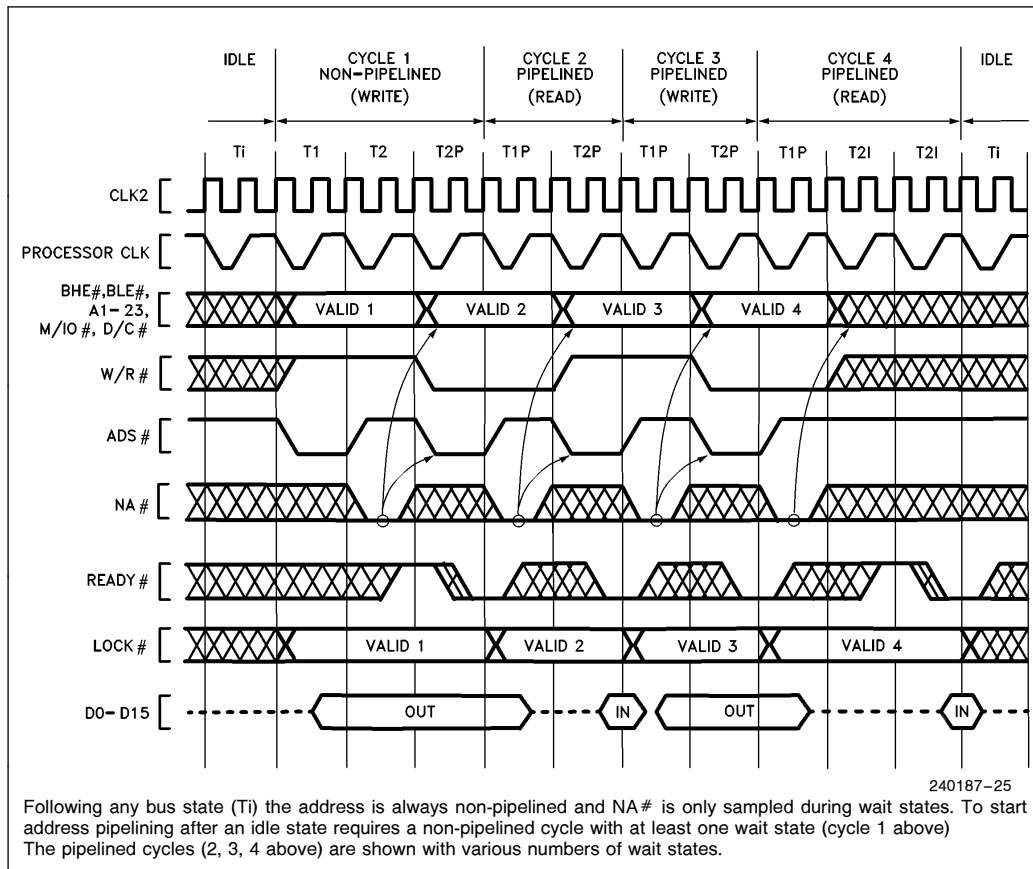 IDLE
CYCLE 1
NON-PIPELINED
(WRITE)
CYCLE 2
PIPELINED
(READ)
CYCLE 3
PIPELINED
(WRITE)
CYCLE 4
PIPELINED
(READ)
IDLE
Ti T1 T2 T2P T1P T2P T1P T2P T1P T2I T2I Ti
CLK2
PROCESSOR CLK
BHE#,BLE#,
A1-23,
M/IO #, D/C #
VALID 1 VALID 2 VALID 3 VALID 4
W/R #
ADS #
NA #
READY #
LOCK #
VALID 1 VALID 2 VALID 3 VALID 4
D0- D15
OUT IN OUT IN
240187-25
Following any bus state (Ti) the address is always non-pipelined and NA# is only sampled during wait states. To start
address pipelining after an idle state requires a non-pipelined cycle with at least one wait state (cycle 1 above)
The pipelined cycles (2, 3, 4 above) are shown with various numbers of wait states.